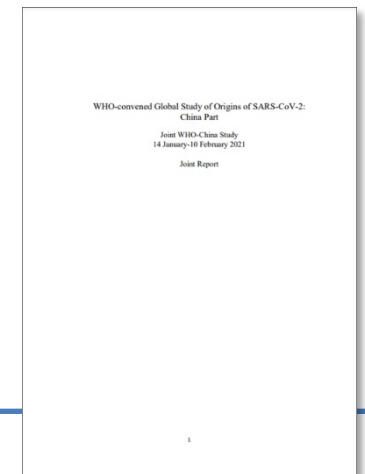 WHO-convened Global Study of Origins of SARS-CoV-2:
China Part
Joint WHO-China Study
14 January-10 February 2021
Joint Report
1